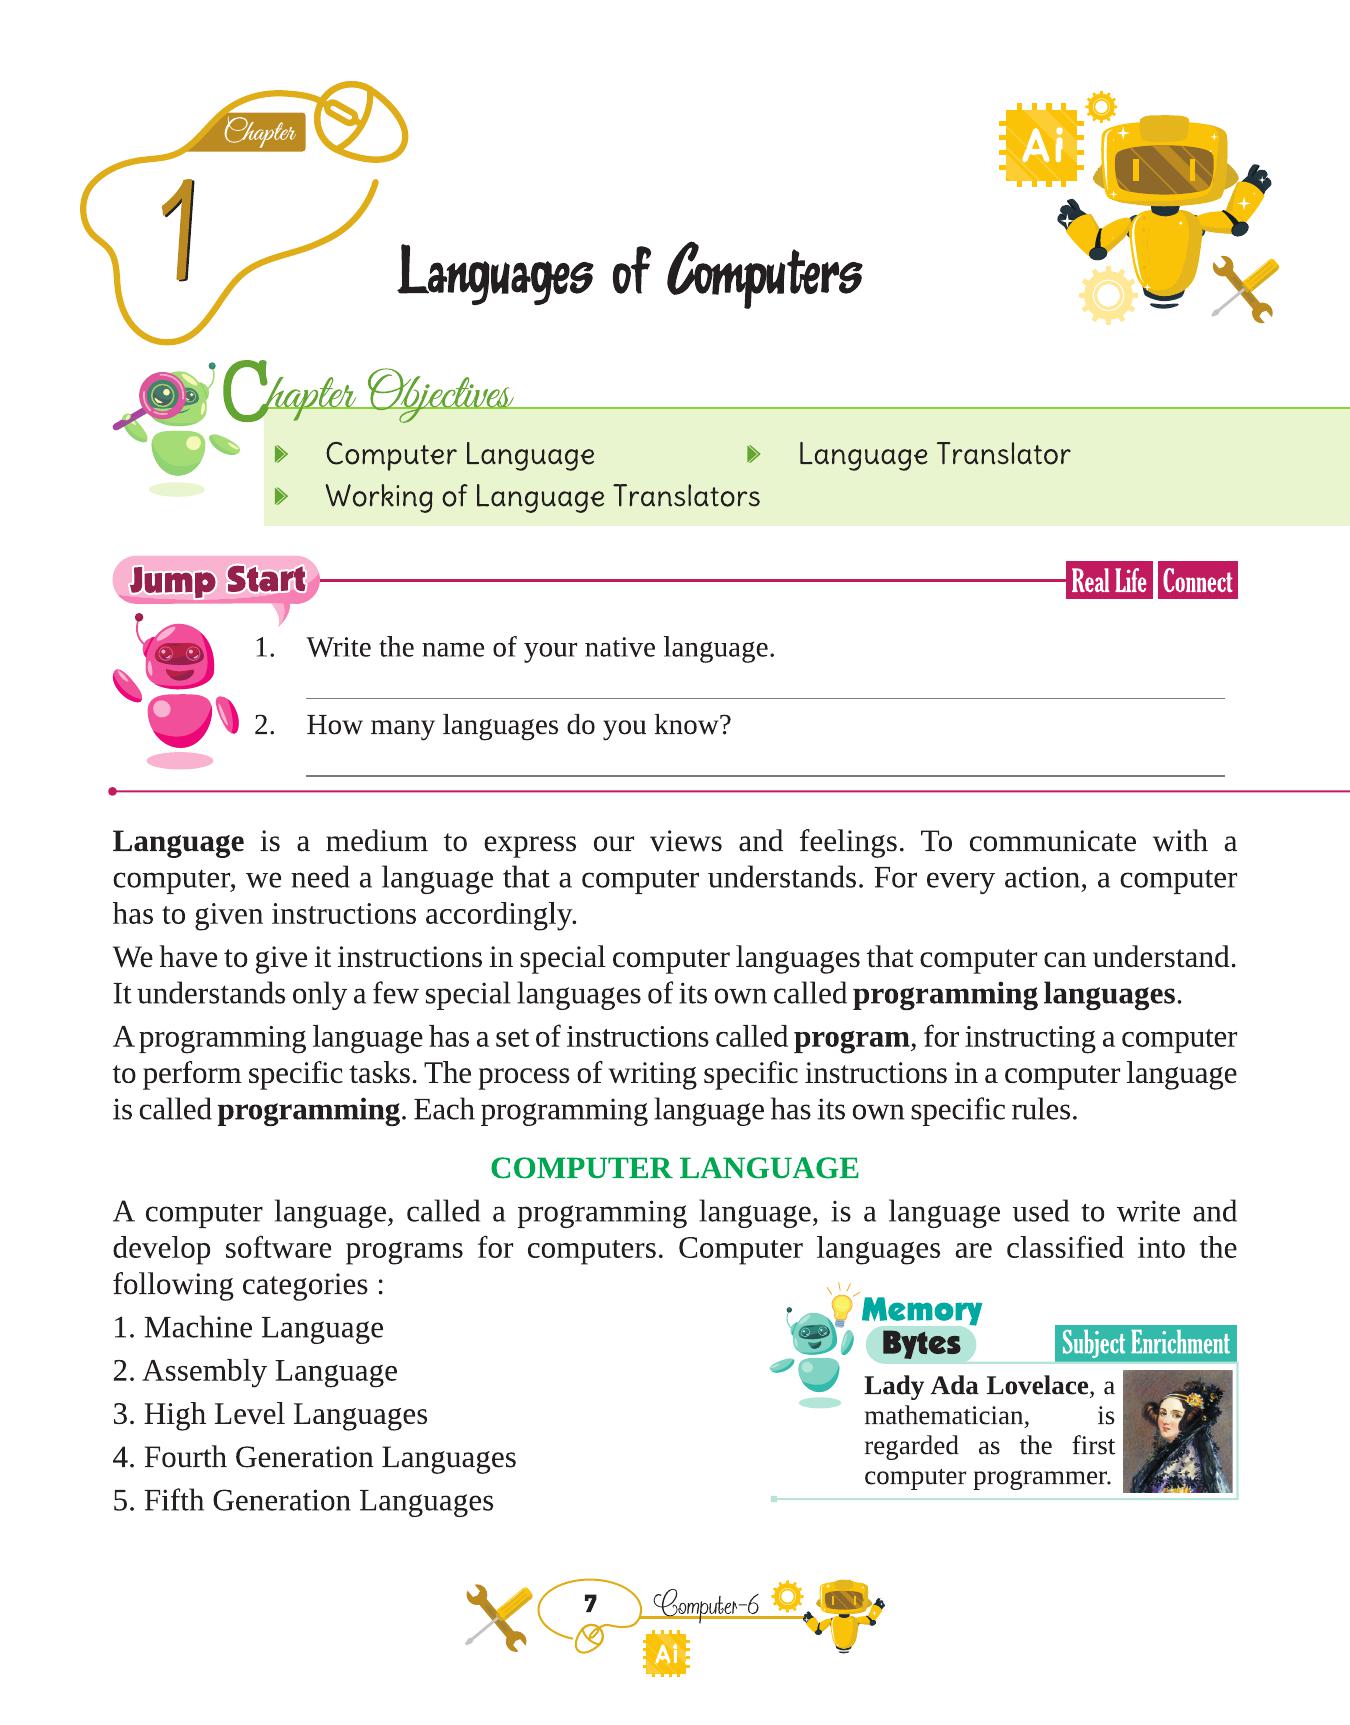 Chapter
1
Ai
Languages of Computers
Chapter Objectives
Computer Language
Language Translator
Working of Language Translators
Jump Start
Real Life Connect
1. Write the name of your native language.
2. How many languages do you know?
Language is a medium to express our views and feelings. To communicate with a
computer, we need a language that a computer understands. For every action, a computer
has to given instructions accordingly.
We have to give it instructions in special computer languages that computer can understand.
It understands only a few special languages of its own called programming languages.
A programming language has a set of instructions called program, for instructing a computer
to perform specific tasks. The process of writing specific instructions in a computer language
is called programming. Each programming language has its own specific rules.
COMPUTER LANGUAGE
A computer language, called a programming language, is a language used to write and
develop software programs for computers. Computer languages are classified into the
following categories :
1. Machine Language
2. Assembly Language
3. High Level Languages
4. Fourth Generation Languages
5. Fifth Generation Languages
Memory
Bytes
Subject Enrichment
Lady Ada Lovelace, a
mathematician, is
regarded as the first
computer programmer.
7
Computer-6
Ai